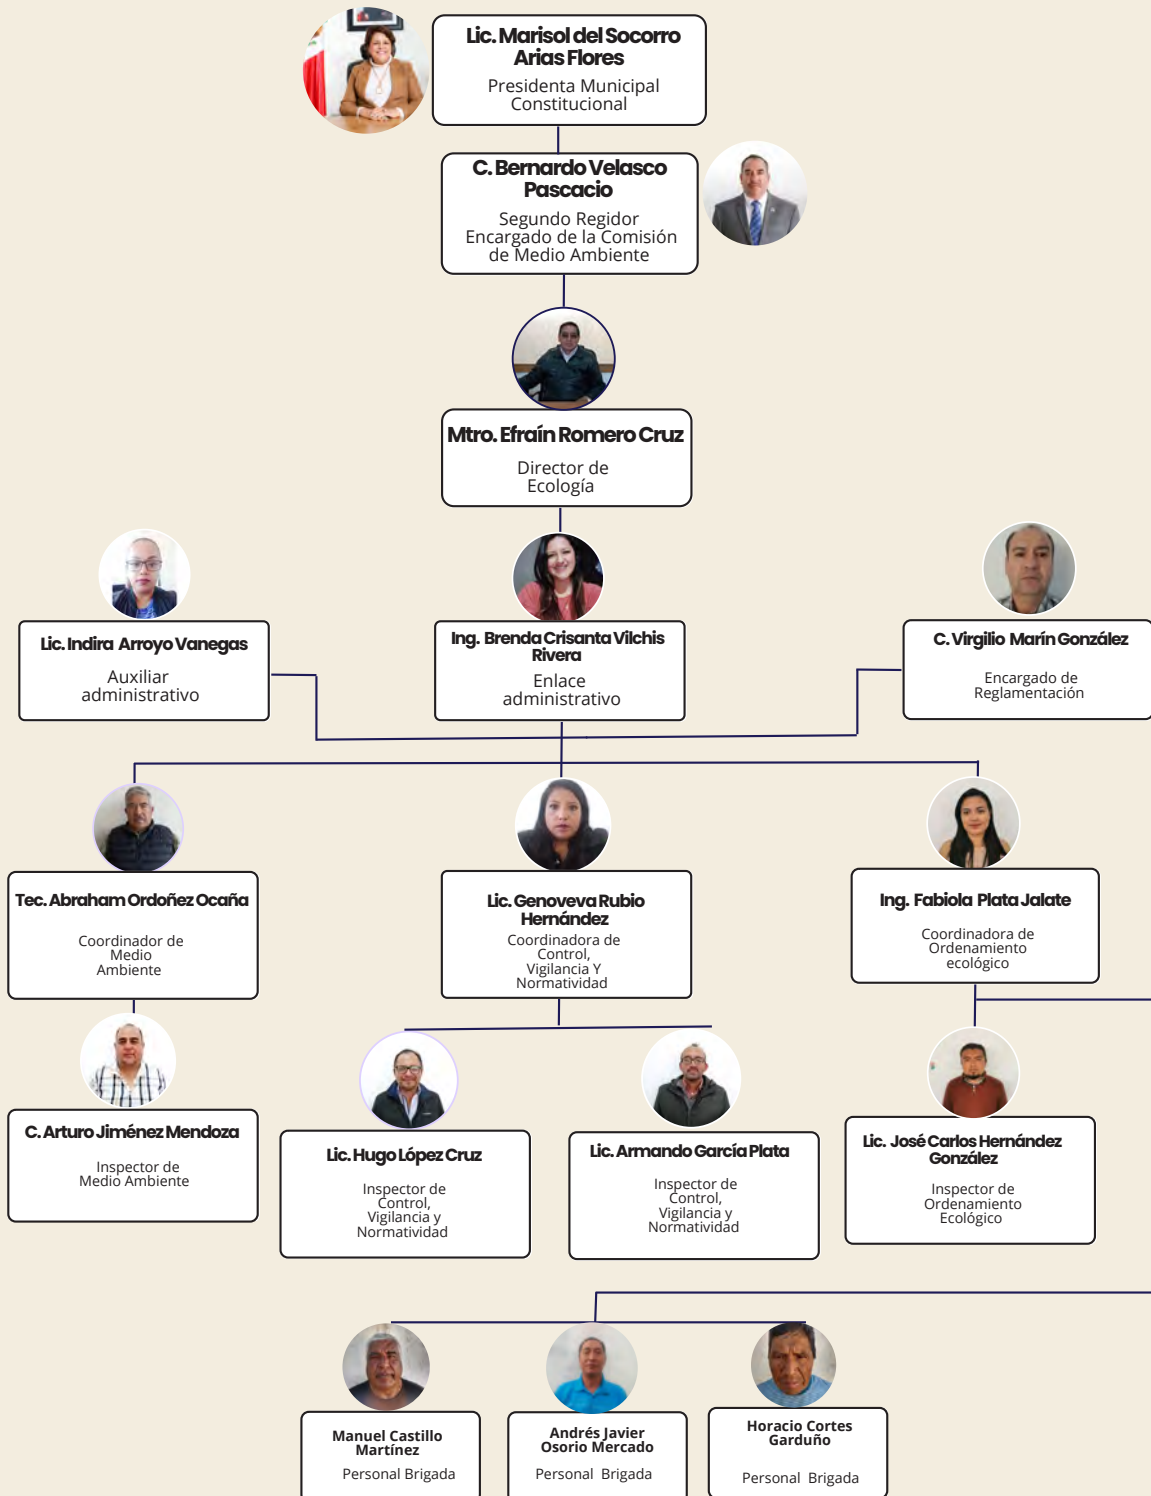 Lic. Marisol del Socorro
Arias Flores
Presidenta Municipal
Constitucional
C. Bernardo Velasco
Pascacio
Segundo Regidor
Encargado de la Comisión
de Medio Ambiente
Mtro. Efraín Romero Cruz
Director de
Ecología
Lic. Indira Arroyo Vanegas
Auxiliar
administrativo
Ing. Brenda Crisanta Vilchis
Rivera
Enlace
administrativo
C. Virgilio Marín González
Encargado de
Reglamentación
Tec. Abraham Ordoñez Ocaña
Coordinador de
Medio
Ambiente
Lic. Genoveva Rubio
Hernández
Coordinadora de
Control,
Vigilancia Y
Normatividad
Ing. Fabiola Plata Jalate
Coordinadora de
Ordenamiento
ecológico
C. Arturo Jiménez Mendoza
Inspector de
Medio Ambiente
Lic. Hugo López Cruz
Inspector de
Control,
Vigilancia y
Normatividad
Lic. Armando García Plata
Inspector de
Control,
Vigilancia y
Normatividad
Lic. José Carlos Hernández
González
Inspector de
Ordenamiento
Ecológico
Manuel Castillo
Martínez
Personal Brigada
Andrés Javier
Osorio Mercado
Personal Brigada
Horacio Cortes
Garduño
Personal Brigada